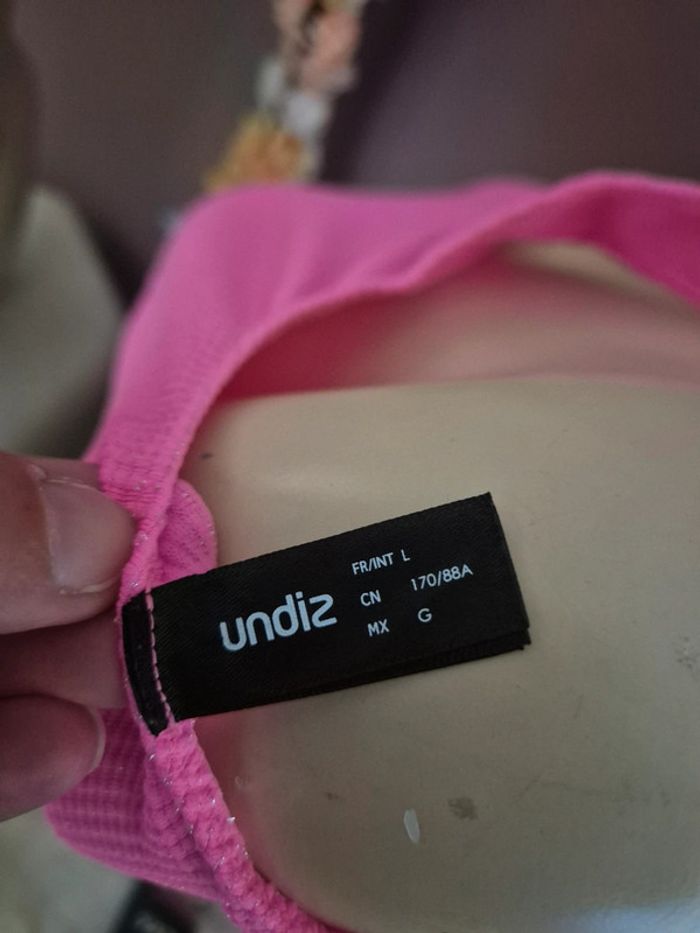 undiz
FR/INT L
CN 170/88A
MX G